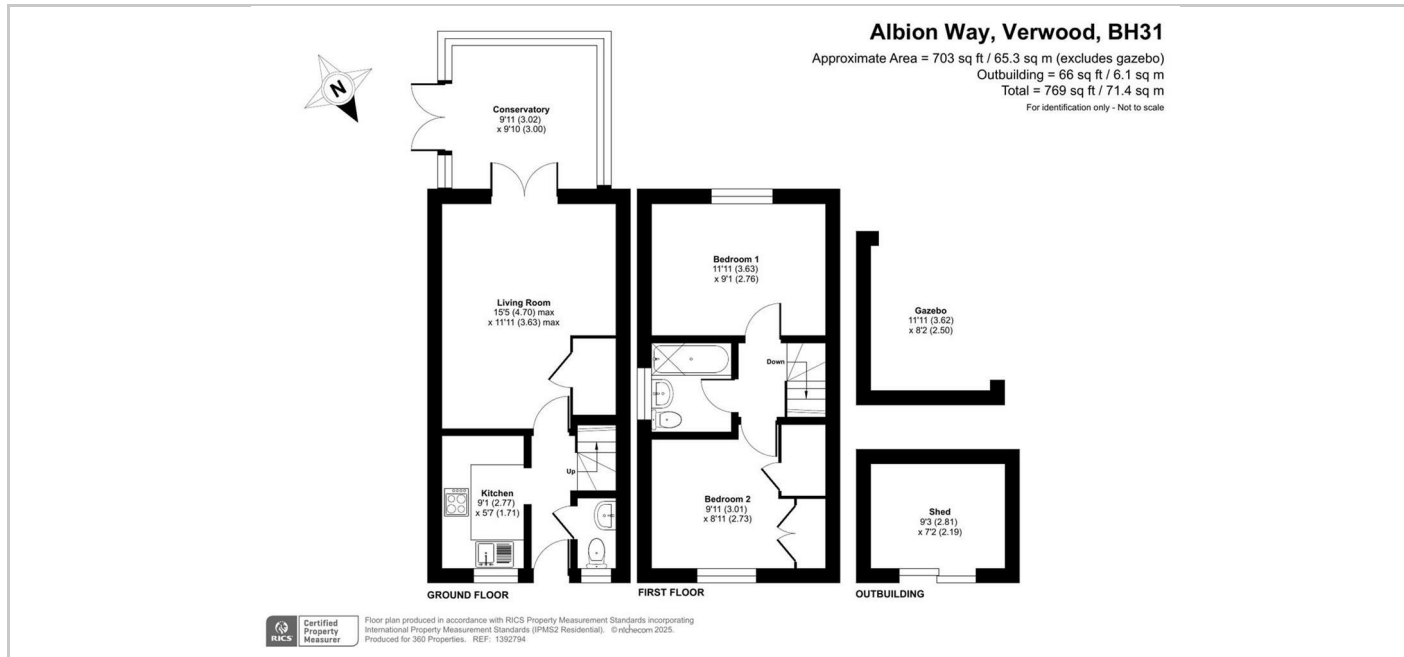 Albion Way, Verwood, BH31
Approximate Area = 703 sq ft / 65.3 sq m (excludes gazebo)
Outbuilding = 66 sq ft / 6.1 sq m
Total = 769 sq ft / 71.4 sq m
For identification only - Not to scale
N
Conservatory
9'11 (3.02)
x 9'10 (3.00)
Living Room
15'5 (4.70) max
x 11'11 (3.63) max
Up
Kitchen
9'1 (2.77)
x 5'7 (1.71)
GROUND FLOOR
Bedroom 1
11'11 (3.63)
x 9'1 (2.76)
Down
Bedroom 2
9'11 (3.01)
x 8'11 (2.73)
FIRST FLOOR
Gazebo
11'11 (3.62)
x 8'2 (2.50)
Shed
9'3 (2.81)
x 7'2 (2.19)
OUTBUILDING
RICS
Certified
Property
Measurer
Floor plan produced in accordance with RICS Property Measurement Standards incorporating
International Property Measurement Standards (IPMS2 Residential). © nichecom 2025.
Produced for 360 Properties. REF: 1392794